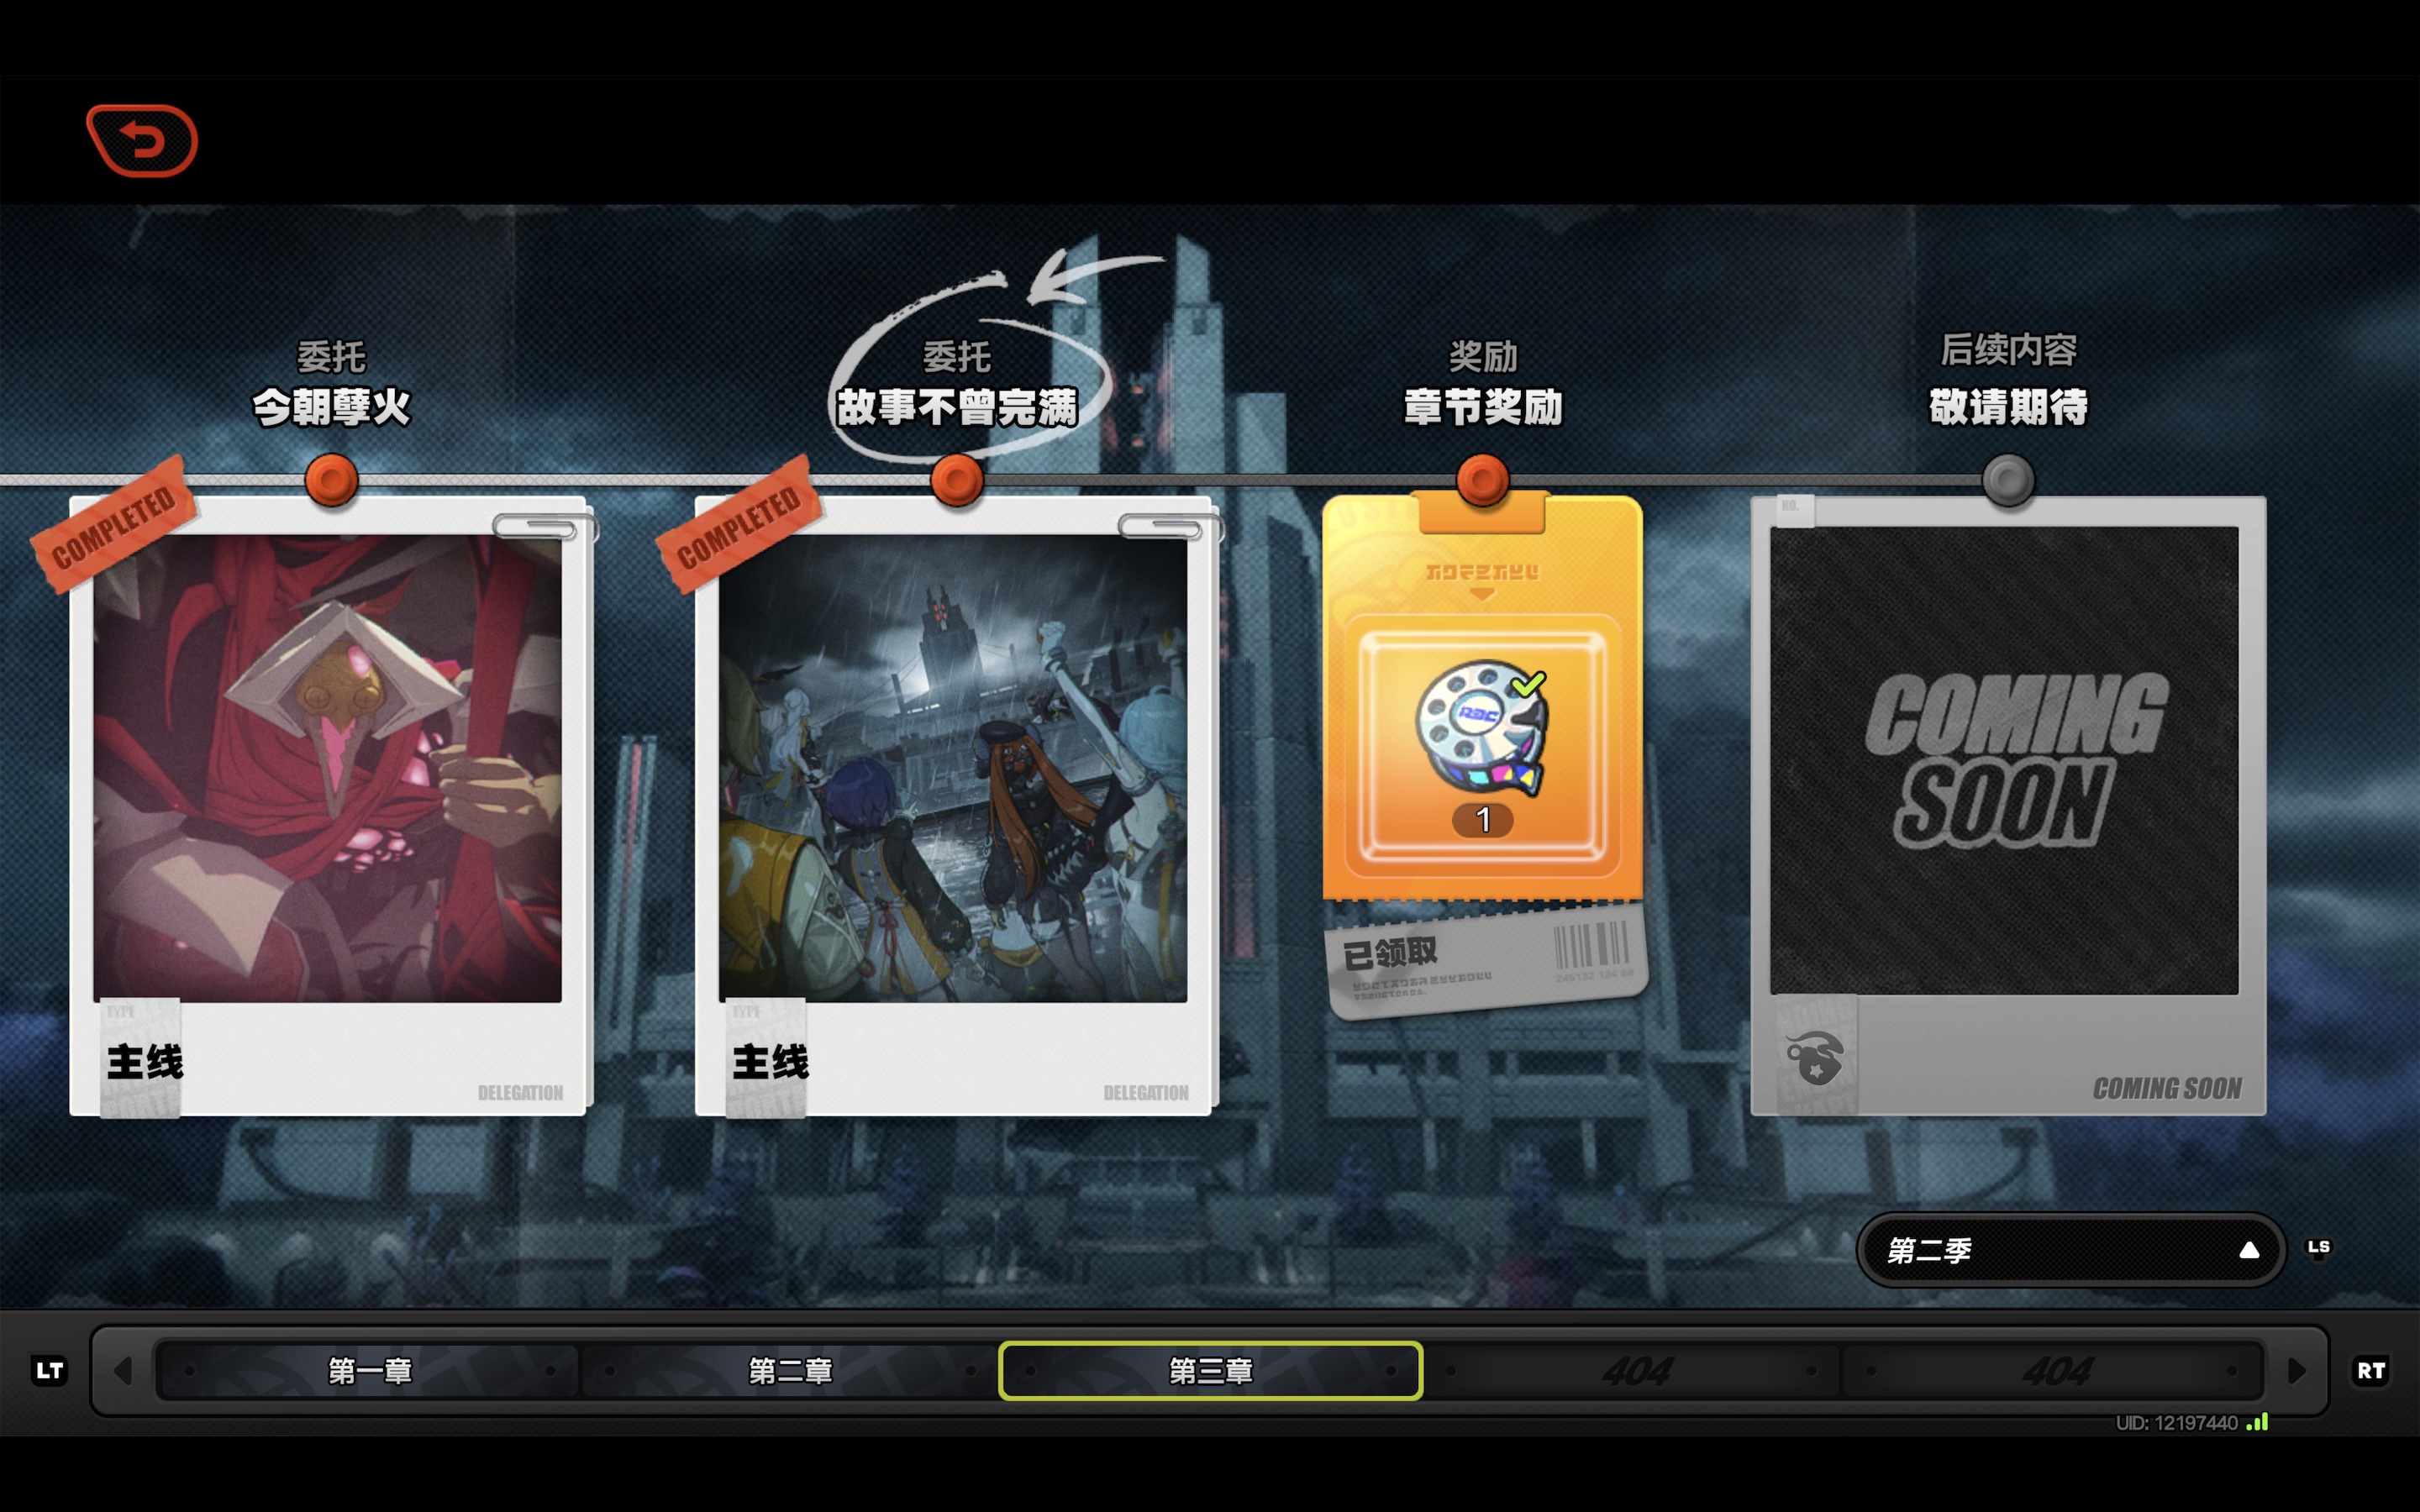 委托
今朝孽火
委托
故事不曾完满
奖励
章节奖励
后续内容
敬请期待
COMPLETED
COMPLETED
NO.
COMING
SOON
1
已领取
TYPE
主线
DELEGATION
TYPE
主线
DELEGATION
COMING SOON
第二季
LS
LT
第一章
第二章
第三章
404
404
RT
UID: 12197440